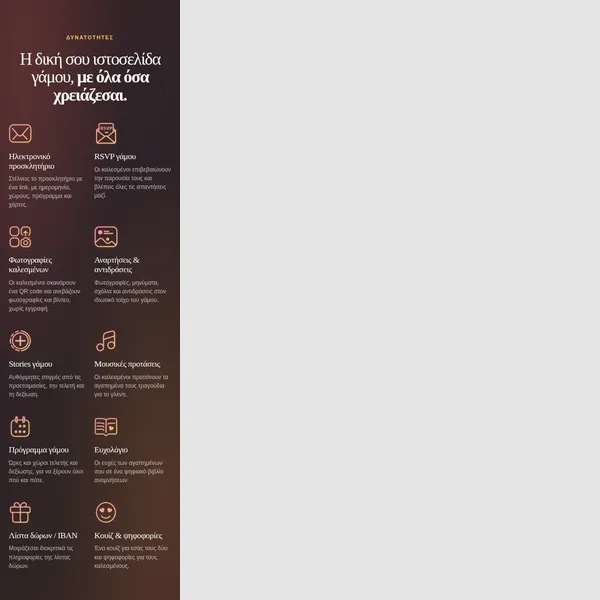 ΔΥΝΑΤΟΤΗΤΕΣ
Η δική σου ιστοσελίδα
γάμου, με όλα όσα
χρειάζεσαι.
Ηλεκτρονικό
προσκλητήριο
Στέλνεις το προσκλητήριο με
ένα link, με ημερομηνία,
χώρους, πρόγραμμα και
χάρτες.
RSVP
RSVP γάμου
Οι καλεσμένοι επιβεβαιώνουν
την παρουσία τους και
βλέπεις όλες τις απαντήσεις
μαζί.
Φωτογραφίες
καλεσμένων
Οι καλεσμένοι σκανάρουν
ένα QR code και ανεβάζουν
φωτογραφίες και βίντεο,
χωρίς εγγραφή.
Αναρτήσεις &
αντιδράσεις
Φωτογραφίες, μηνύματα,
σχόλια και αντιδράσεις στον
ιδιωτικό τοίχο του γάμου.
Stories γάμου
Αυθόρμητες στιγμές από τις
προετοιμασίες, την τελετή και
τη δεξίωση.
Μουσικές προτάσεις
Οι καλεσμένοι προτείνουν τα
αγαπημένα τους τραγούδια
για το γλέντι.
Πρόγραμμα γάμου
Ώρες και χώροι τελετής και
δεξίωσης, για να ξέρουν όλοι
πού και πότε.
Ευχολόγιο
Οι ευχές των αγαπημένων
σου σε ένα ψηφιακό βιβλίο
αναμνήσεων.
Λίστα δώρων / IBAN
Μοιράζεσαι διακριτικά τις
πληροφορίες της λίστας
δώρων.
Κουίζ & ψηφοφορίες
Ένα κουίζ για εσάς τους δύο
και ψηφοφορίες για τους
καλεσμένους.